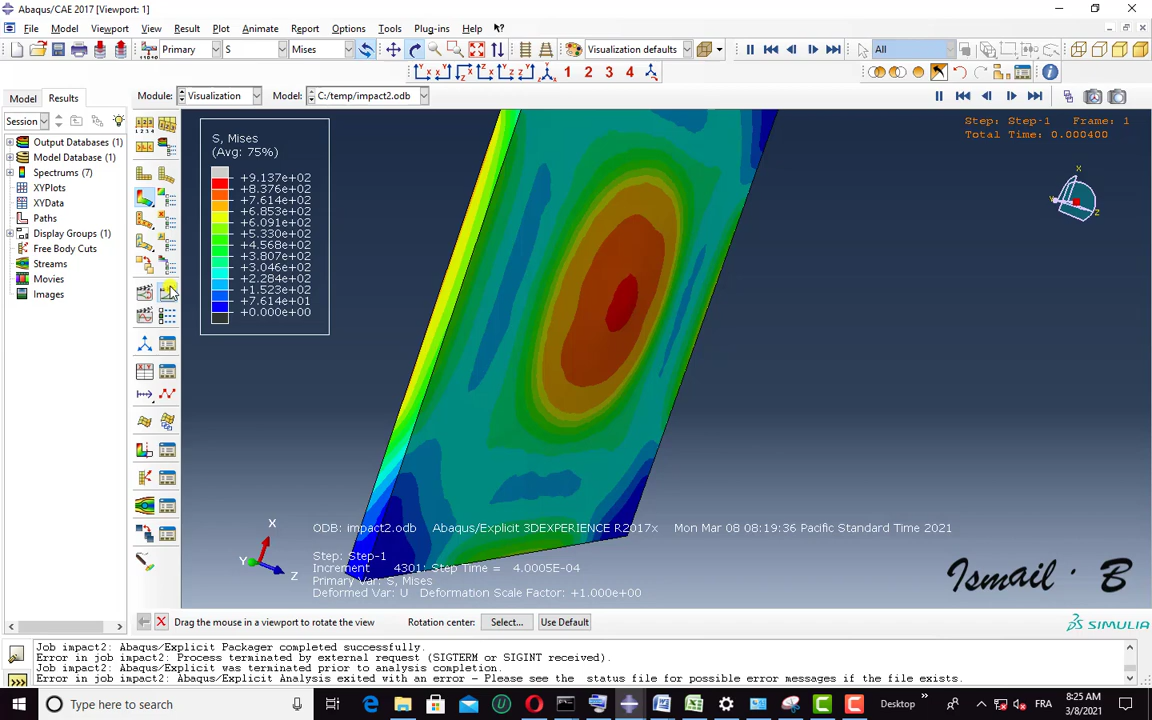 Abaqus/CAE 2017 [Viewport: 1]
File Model Viewport View Result Plot Animate Report Options Tools Plug-ins Help
Primary S Mises Visualization defaults All
1 2 3 4
Model Results Module: Visualization Model: C:/temp/impact2.odb
Session
Output Databases (1)
Model Database (1)
Spectrums (7)
XYPlots
XYData
Paths
Display Groups (1)
Free Body Cuts
Streams
Movies
Images
S, Mises
(Avg: 75%)
+9.137e+02
+8.376e+02
+7.614e+02
+6.853e+02
+6.091e+02
+5.330e+02
+4.568e+02
+3.046e+02
+2.284e+02
+1.523e+02
+7.614e+01
+0.000e+00
Step: Step-1 Frame: 1
Total Time: 0.000400
X
Y
Z
X
Y
Z
ODB: impact2.odb Abaqus/Explicit 3DEXPERIENCE R2017x Mon Mar 08 08:19:36 Pacific Standard Time 2021
Step: Step-1
Increment 4301: Step Time = 4.0005E-04
Primary Var: S, Mises
Deformed Var: U Deformation Scale Factor: +1.000e+00
Ismail . B
Drag the mouse in a viewport to rotate the view Rotation center: Select... Use Default
SIMULIA
Job impact2: Abaqus/Explicit Packager completed successfully.
Error in job impact2: Process terminated by external request (SIGTERM or SIGINT received).
Job impact2: Abaqus/Explicit was terminated prior to analysis completion.
Error in job impact2: Abaqus/Explicit Analysis exited with an error - Please see the status file for possible error messages if the file exists.
Type here to search
Desktop
FRA
8:25 AM
3/8/2021